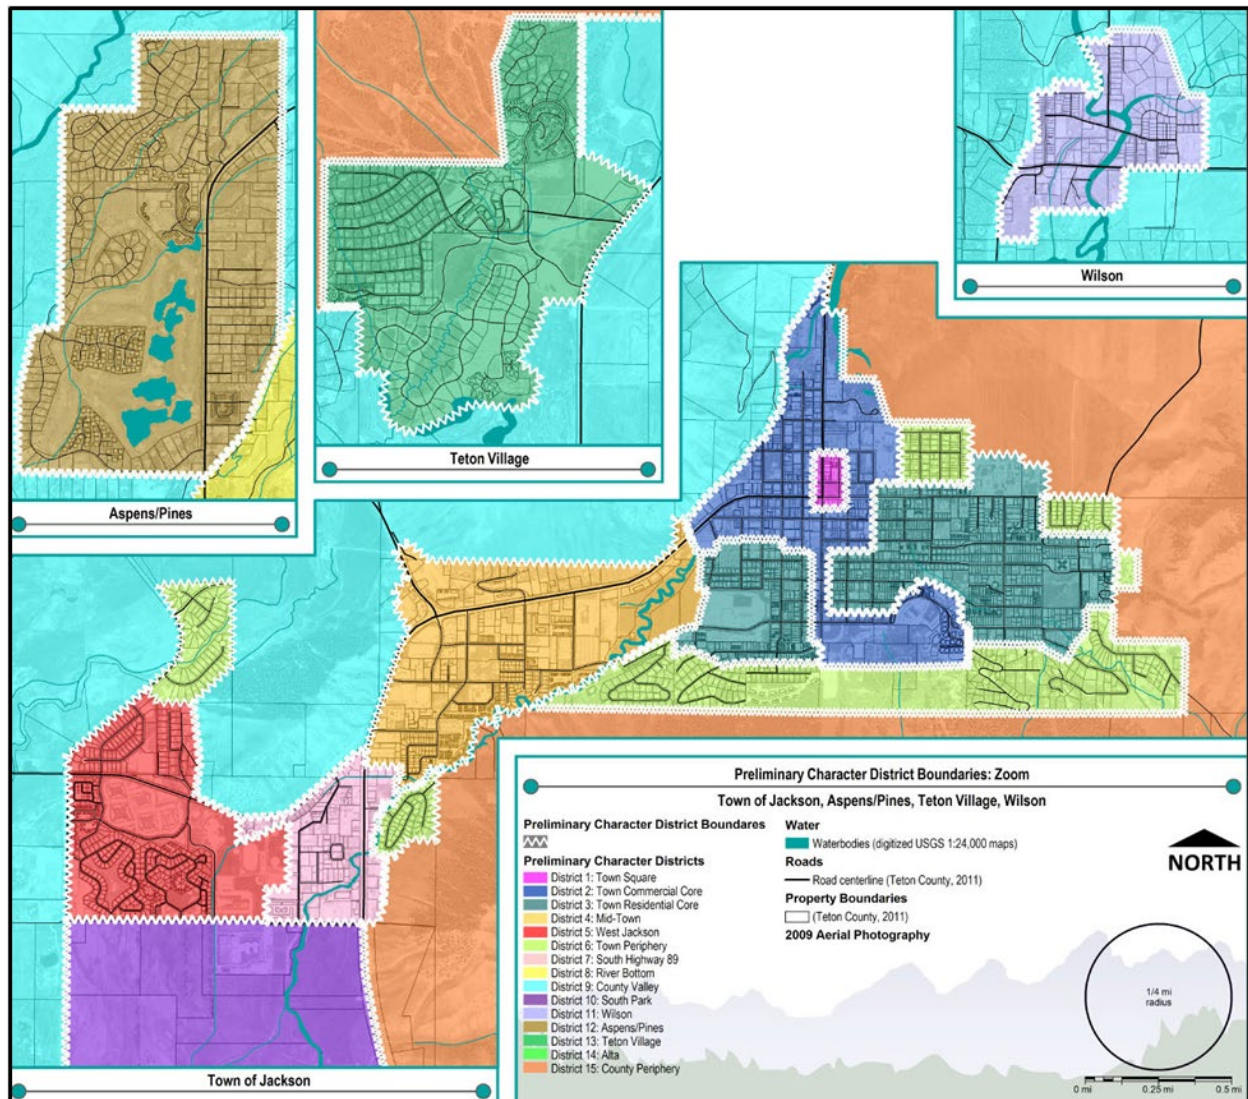 Wilson
Teton Village
Aspens/Pines
Town of Jackson
Preliminary Character District Boundaries: Zoom
Town of Jackson, Aspens/Pines, Teton Village, Wilson
Preliminary Character District Boundares
Preliminary Character Districts
District 1: Town Square
District 2: Town Commercial Core
District 3: Town Residential Core
District 4: Mid-Town
District 5: West Jackson
District 6: Town Periphery
District 7: South Highway 89
District 8: River Bottom
District 9: County Valley
District 10: South Park
District 11: Wilson
District 12: Aspens/Pines
District 13: Teton Village
District 14: Alta
District 15: County Periphery
Water
Waterbodies (digitized USGS 1:24,000 maps)
Roads
Road centerline (Teton County, 2011)
Property Boundaries
(Teton County, 2011)
2009 Aerial Photography
NORTH
1/4 mi
radius
0 mi 0.25 mi 0.5 mi